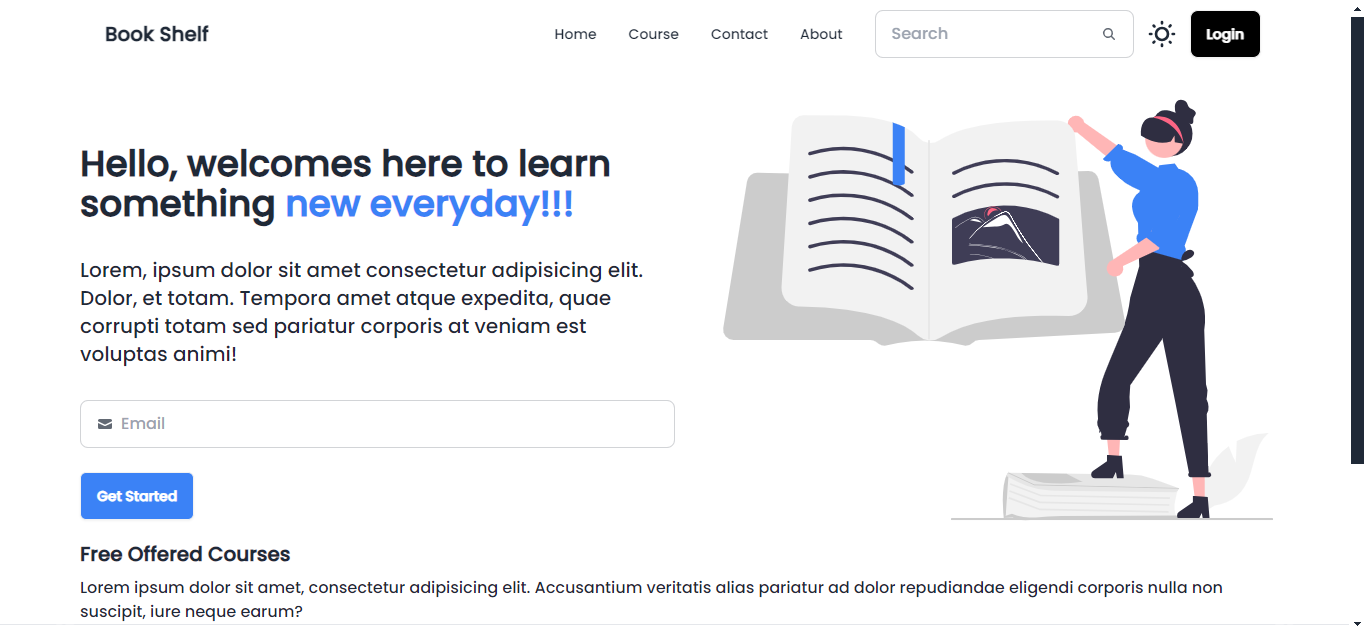 Book Shelf
Home
Course
Contact
About
Search
Login
Hello, welcomes here to learn
something new everyday!!!
Lorem, ipsum dolor sit amet consectetur adipisicing elit.
Dolor, et totam. Tempora amet atque expedita, quae
corrupti totam sed pariatur corporis at veniam est
voluptas animi!
Email
Get Started
Free Offered Courses
Lorem ipsum dolor sit amet, consectetur adipisicing elit. Accusantium veritatis alias pariatur ad dolor repudiandae eligendi corporis nulla non
suscipit, iure neque earum?